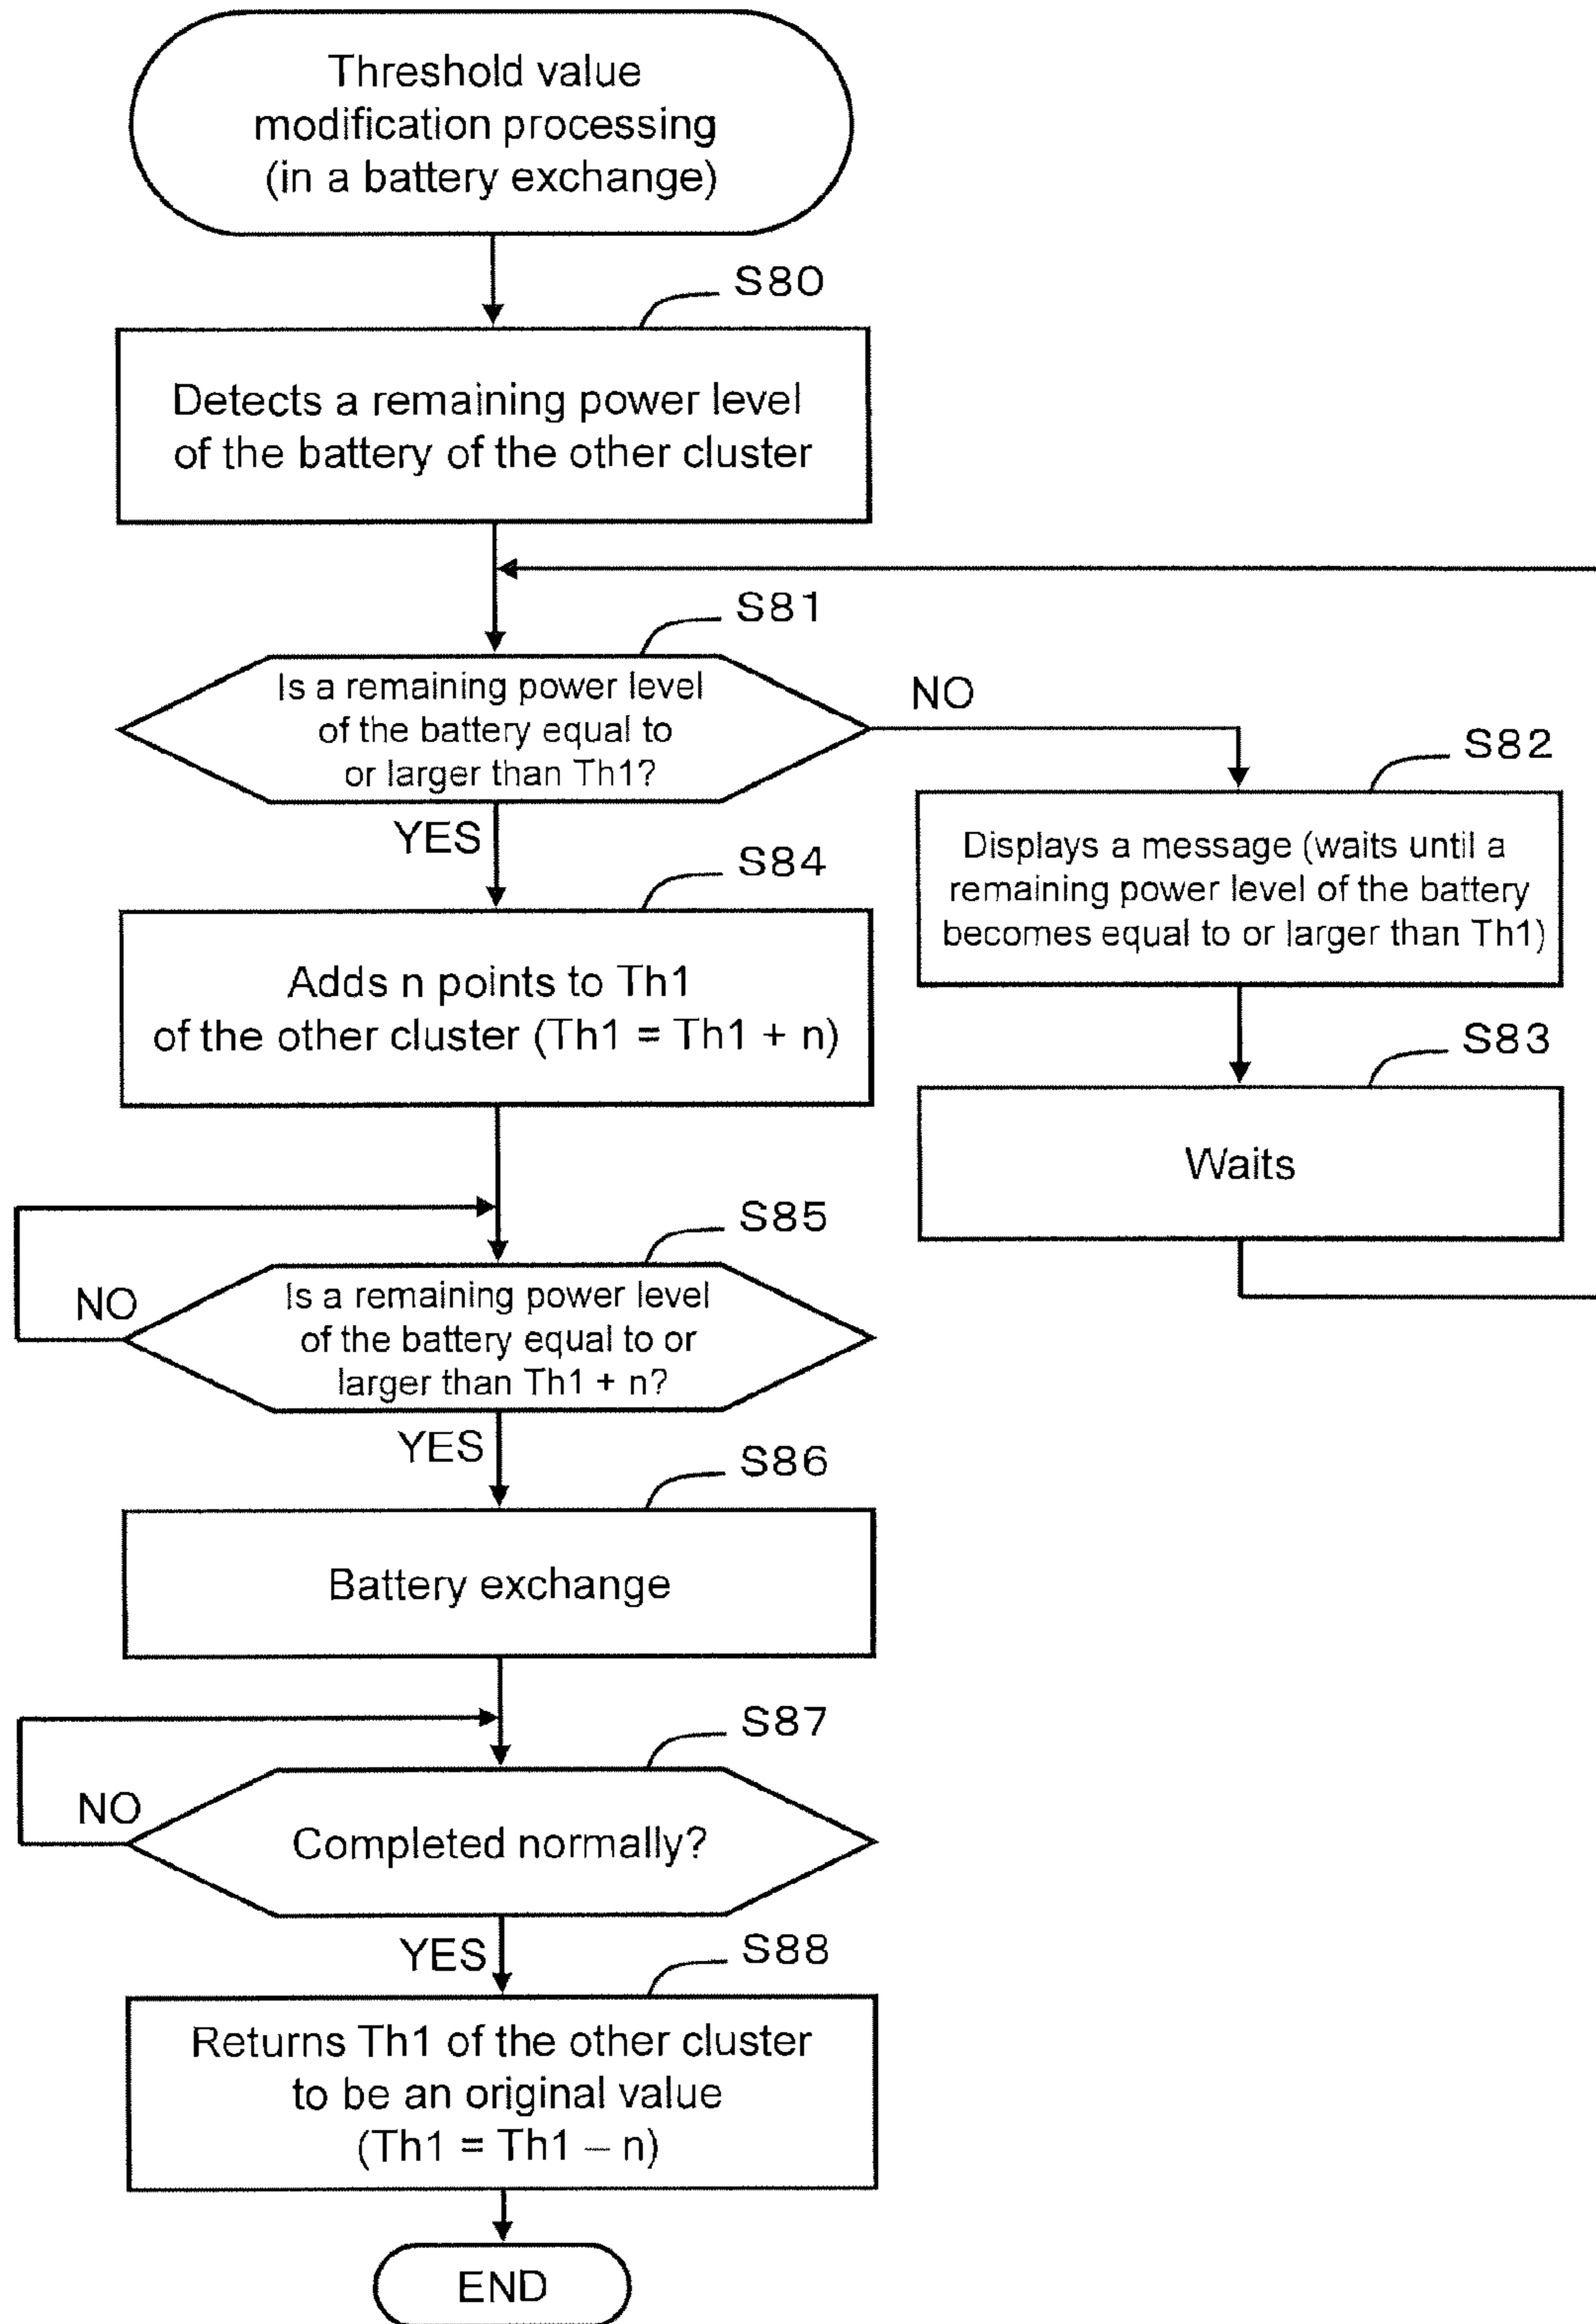 Threshold value
modification processing
(in a battery exchange)
S80
Detects a remaining power level
of the battery of the other cluster
S81
Is a remaining power level
of the battery equal to
or larger than Th1?
NO
YES
S82
Displays a message (waits until a
remaining power level of the battery
becomes equal to or larger than Th1)
S83
Waits
S84
Adds n points to Th1
of the other cluster (Th1 = Th1 + n)
S85
Is a remaining power level
of the battery equal to or
larger than Th1 + n?
NO
YES
S86
Battery exchange
S87
Completed normally?
NO
YES
S88
Returns Th1 of the other cluster
to be an original value
(Th1 = Th1 – n)
END